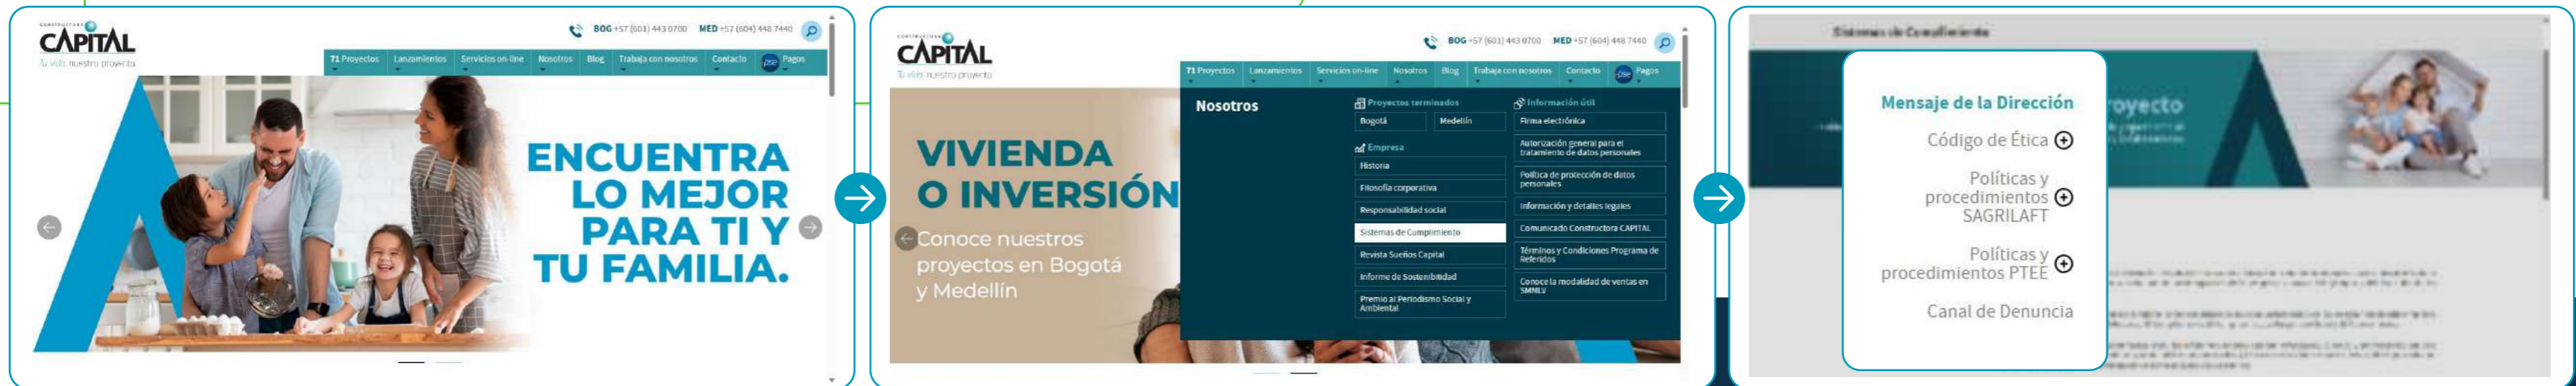 CONSTRUCTORA
CAPITAL
Tu vida, nuestro proyecto
BOG +57 (601) 443 0700 MED +57 (604) 448 7440
71 Proyectos Lanzamientos Servicios on-line Nosotros Blog Trabaja con nosotros Contacto pse Pagos
ENCUENTRA
LO MEJOR
PARA TI Y
TU FAMILIA.
CONSTRUCTORA
CAPITAL
Tu vida, nuestro proyecto
BOG +57 (601) 443 0700 MED +57 (604) 448 7440
71 Proyectos Lanzamientos Servicios on-line Nosotros Blog Trabaja con nosotros Contacto pse Pagos
VIVIENDA
O INVERSIÓN
Conoce nuestros
proyectos en Bogotá
y Medellín
Nosotros
Proyectos terminados
Bogotá Medellín
Empresa
Historia
Filosofía corporativa
Responsabilidad social
Sistemas de Cumplimiento
Revista Sueños Capital
Informe de Sostenibilidad
Premio al Periodismo Social y
Ambiental
Información útil
Firma electrónica
Autorización general para el
tratamiento de datos personales
Política de protección de datos
personales
Información y detalles legales
Comunicado Constructora CAPITAL
Términos y Condiciones Programa de
Referidos
Conoce la modalidad de ventas en
SMMLV
Sistemas de Cumplimiento
royecto
Mensaje de la Dirección
Código de Ética
Políticas y
procedimientos
SAGRILAFT
Políticas y
procedimientos PTEE
Canal de Denuncia